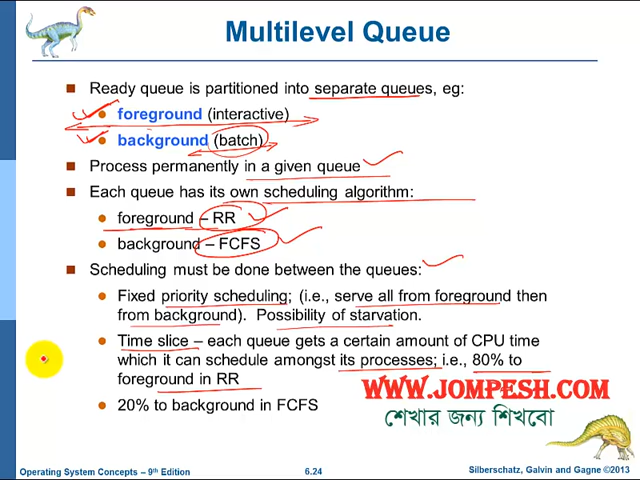 Multilevel Queue
Ready queue is partitioned into separate queues, eg:
foreground (interactive)
background (batch)
Process permanently in a given queue
Each queue has its own scheduling algorithm:
foreground – RR
background – FCFS
Scheduling must be done between the queues:
Fixed priority scheduling; (i.e., serve all from foreground then
from background). Possibility of starvation.
Time slice – each queue gets a certain amount of CPU time
which it can schedule amongst its processes; i.e., 80% to
foreground in RR
20% to background in FCFS
WWW.JOMPESH.COM
শেখার জন্য শিখবো
Operating System Concepts – 9th Edition
6.24
Silberschatz, Galvin and Gagne ©2013